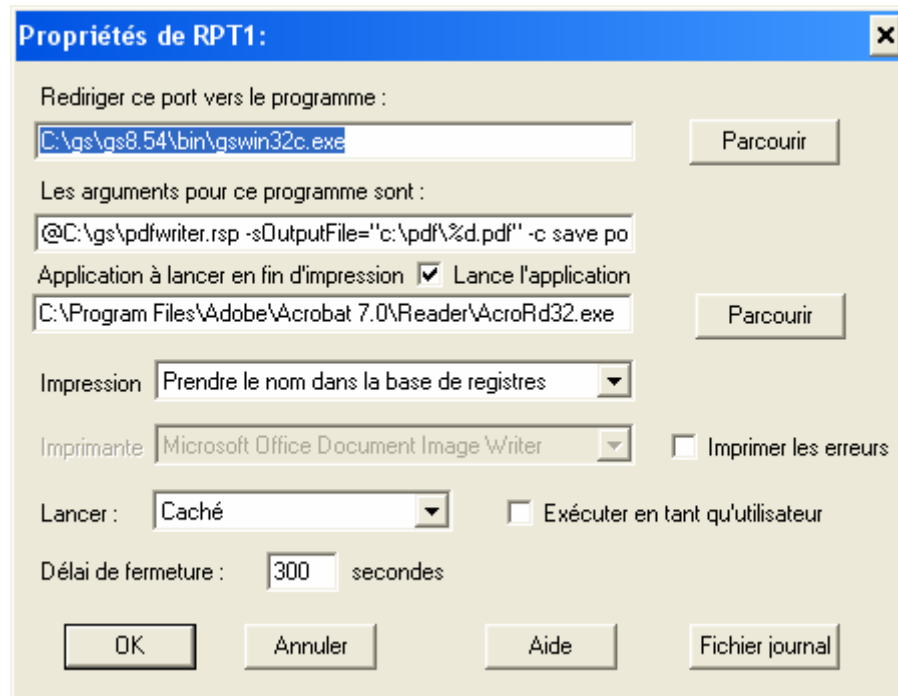 Propriétés de RPT1:
Rediriger ce port vers le programme :
C:\gs\gs8.54\bin\gswin32c.exe
Parcourir
Les arguments pour ce programme sont :
@C:\gs\pdfwriter.rsp -sOutputFile="c:\pdf\%d.pdf" -c save po
Application à lancer en fin d'impression Lance l'application
C:\Program Files\Adobe\Acrobat 7.0\Reader\AcroRd32.exe
Parcourir
Impression Prendre le nom dans la base de registres
Imprimante Microsoft Office Document Image Writer Imprimer les erreurs
Lancer : Caché Exécuter en tant qu'utilisateur
Délai de fermeture : 300 secondes
OK Annuler Aide Fichier journal